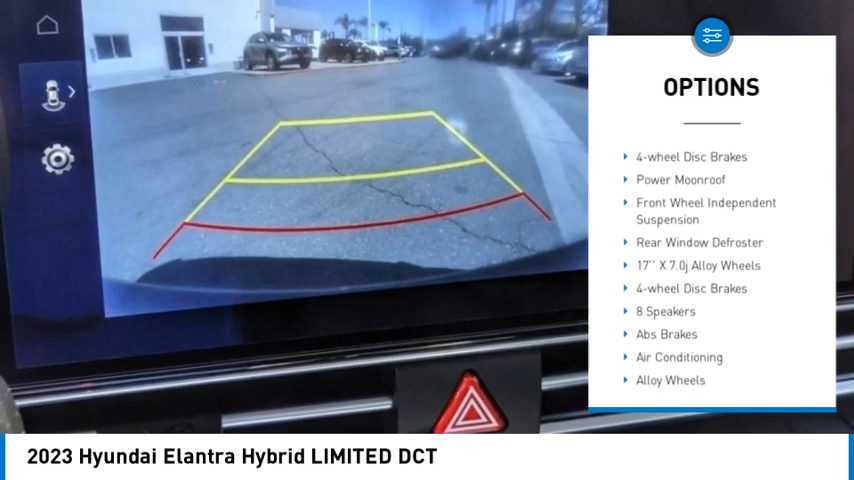 OPTIONS
4-wheel Disc Brakes
Power Moonroof
Front Wheel Independent
Suspension
Rear Window Defroster
17'' X 7.0j Alloy Wheels
4-wheel Disc Brakes
8 Speakers
Abs Brakes
Air Conditioning
Alloy Wheels
2023 Hyundai Elantra Hybrid LIMITED DCT